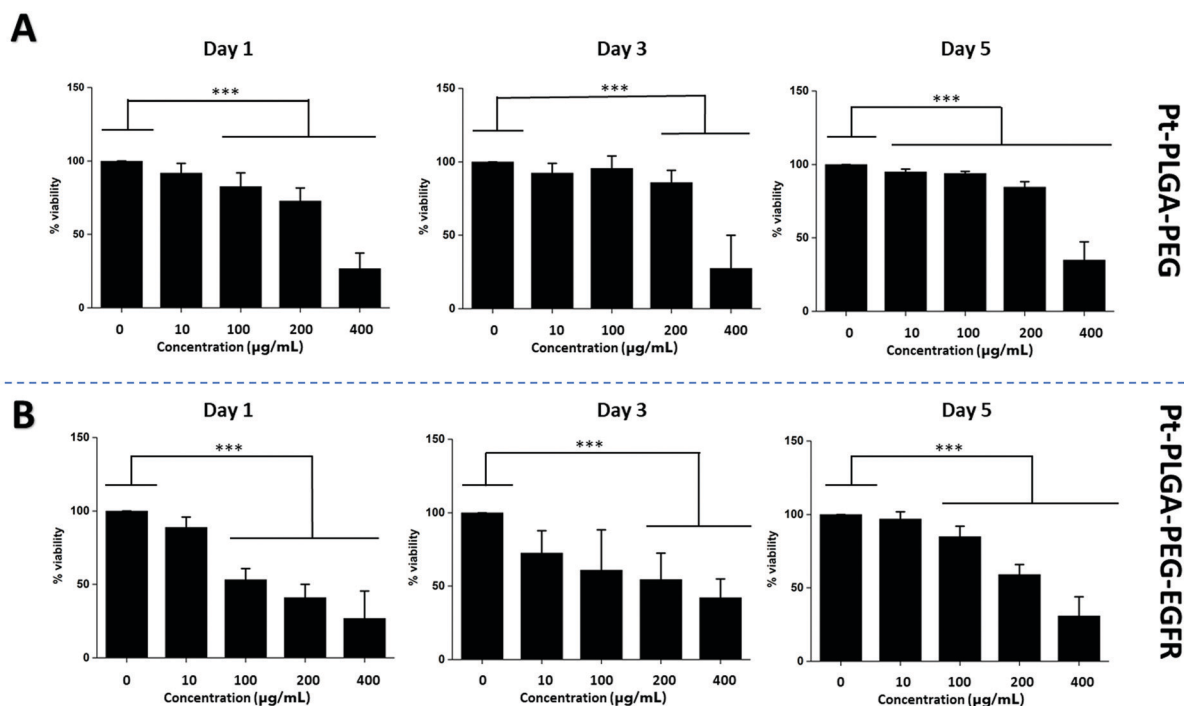 A
Day 1
Day 3
Day 5
Pt-PLGA-PEG
***
***
***
% viability
150
100
50
0
0 10 100 200 400
Concentration (µg/mL)
% viability
150
100
50
0
0 10 100 200 400
Concentration (µg/mL)
% viability
150
100
50
0
0 10 100 200 400
Concentration (µg/mL)
B
Day 1
Day 3
Day 5
Pt-PLGA-PEG-EGFR
***
***
***
% viability
150
100
50
0
0 10 100 200 400
Concentration (µg/mL)
% viability
150
100
50
0
0 10 100 200 400
Concentration (µg/mL)
% viability
150
100
50
0
0 10 100 200 400
Concentration (µg/mL)